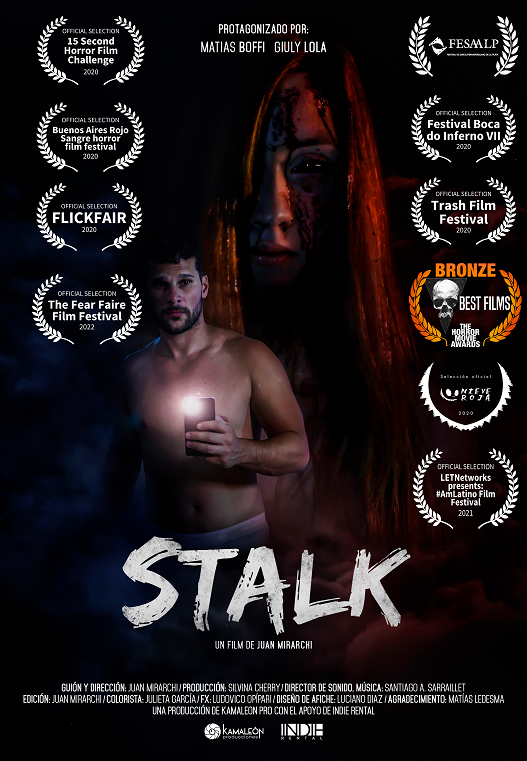 PROTAGONIZADO POR:
MATIAS BOFFI GIULY LOLA
OFFICIAL SELECTION
15 Second
Horror Film
Challenge
2020
OFFICIAL SELECTION
Buenos Aires Rojo
Sangre horror
film festival
2020
OFFICIAL SELECTION
FLICKFAIR
2020
OFFICIAL SELECTION
The Fear Faire
Film Festival
2022
FESAALP
OFFICIAL SELECTION
Festival Boca
do Inferno VII
2020
OFFICIAL SELECTION
Trash Film
Festival
2020
BRONZE
BEST FILMS
THE
HORROR
MOVIE
AWARDS
Selección oficial
NIEVE
ROJA
2020
OFFICIAL SELECTION
LETNetworks
presents:
#AmLatino Film
Festival
2021
STALK
UN FILM DE JUAN MIRARCHI
GUIÓN Y DIRECCIÓN: JUAN MIRARCHI / PRODUCCIÓN: SILVINA CHERRY / DIRECTOR DE SONIDO, MÚSICA: SANTIAGO A. SARRAILLET
EDICIÓN: JUAN MIRARCHI / COLORISTA: JULIETA GARCÍA / FX: LUDOVICO OPÍPARI / DISEÑO DE AFICHE: LUCIANO DIAZ / AGRADECIMIENTO: MATÍAS LEDESMA
UNA PRODUCCIÓN DE KAMALEON PRO CON EL APOYO DE INDIE RENTAL
KAMALEÓN
producciones
INDIE
RENTAL